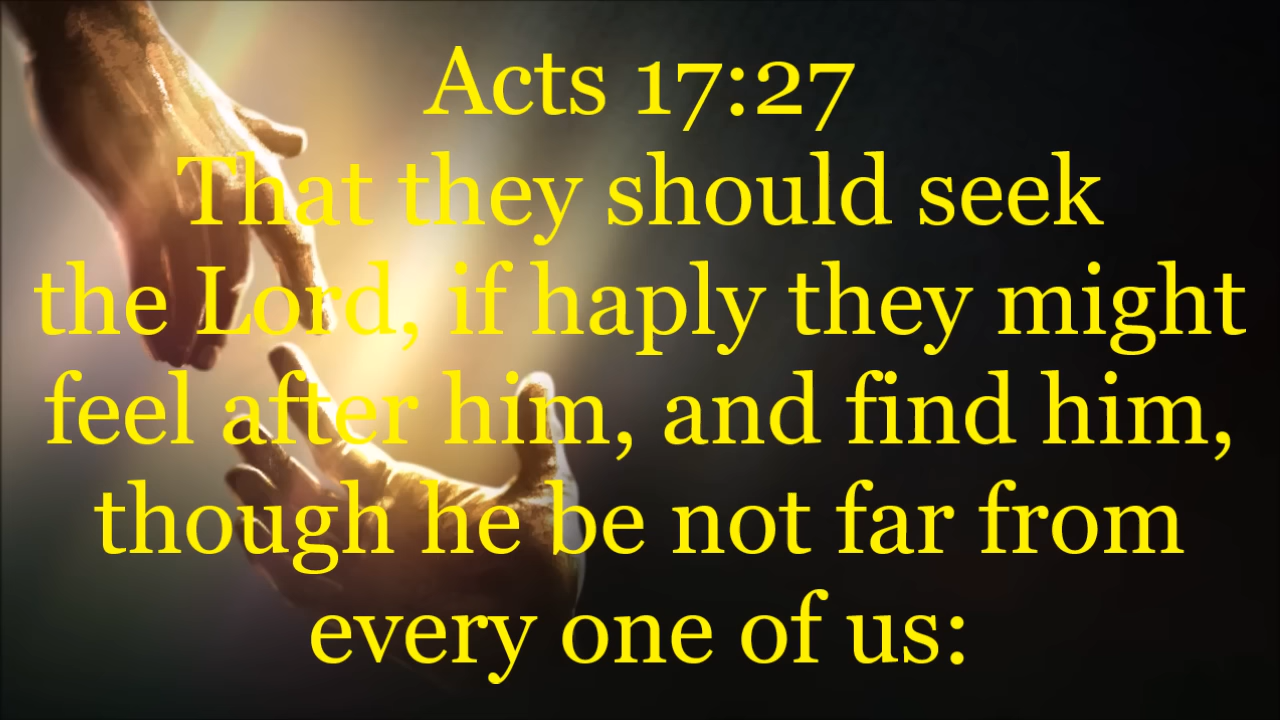 Acts 17:27
That they should seek
the Lord, if haply they might
feel after him, and find him,
though he be not far from
every one of us: